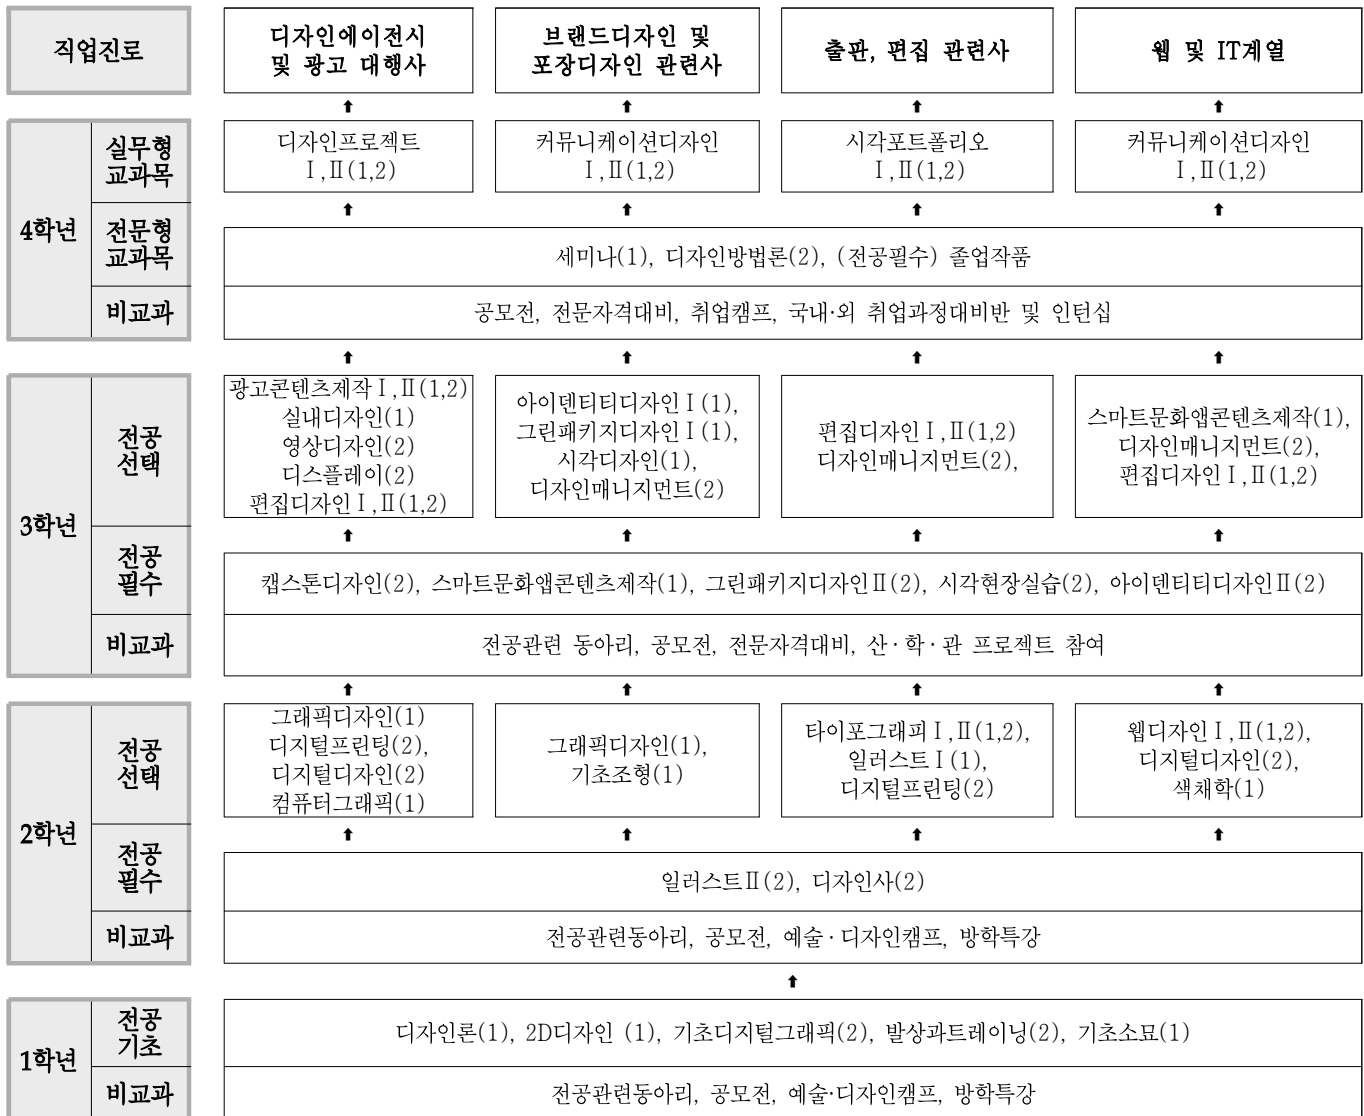 직업진로
디자인에이전시
및 광고 대행사
브랜드디자인 및
포장디자인 관련사
출판, 편집 관련사
웹 및 IT계열
4학년
실무형
교과목
디자인프로젝트
Ⅰ,Ⅱ(1,2)
커뮤니케이션디자인
Ⅰ,Ⅱ(1,2)
시각포트폴리오
Ⅰ,Ⅱ(1,2)
커뮤니케이션디자인
Ⅰ,Ⅱ(1,2)
전문형
교과목
세미나(1), 디자인방법론(2), (전공필수) 졸업작품
비교과
공모전, 전문자격대비, 취업캠프, 국내·외 취업과정대비반 및 인턴십
3학년
전공
선택
광고콘텐츠제작Ⅰ,Ⅱ(1,2)
실내디자인(1)
영상디자인(2)
디스플레이(2)
편집디자인Ⅰ,Ⅱ(1,2)
아이덴티티디자인Ⅰ(1),
그린패키지디자인Ⅰ(1),
시각디자인(1),
디자인매니지먼트(2)
편집디자인Ⅰ,Ⅱ(1,2)
디자인매니지먼트(2),
스마트문화앱콘텐츠제작(1),
디자인매니지먼트(2),
편집디자인Ⅰ,Ⅱ(1,2)
전공
필수
캡스톤디자인(2), 스마트문화앱콘텐츠제작(1), 그린패키지디자인Ⅱ(2), 시각현장실습(2), 아이덴티티디자인Ⅱ(2)
비교과
전공관련 동아리, 공모전, 전문자격대비, 산·학·관 프로젝트 참여
2학년
전공
선택
그래픽디자인(1)
디지털프린팅(2),
디지털디자인(2)
컴퓨터그래픽(1)
그래픽디자인(1),
기초조형(1)
타이포그래피Ⅰ,Ⅱ(1,2),
일러스트Ⅰ(1),
디지털프린팅(2)
웹디자인Ⅰ,Ⅱ(1,2),
디지털디자인(2),
색채학(1)
전공
필수
일러스트Ⅱ(2), 디자인사(2)
비교과
전공관련동아리, 공모전, 예술·디자인캠프, 방학특강
1학년
전공
기초
디자인론(1), 2D디자인 (1), 기초디지털그래픽(2), 발상과트레이닝(2), 기초소묘(1)
비교과
전공관련동아리, 공모전, 예술·디자인캠프, 방학특강